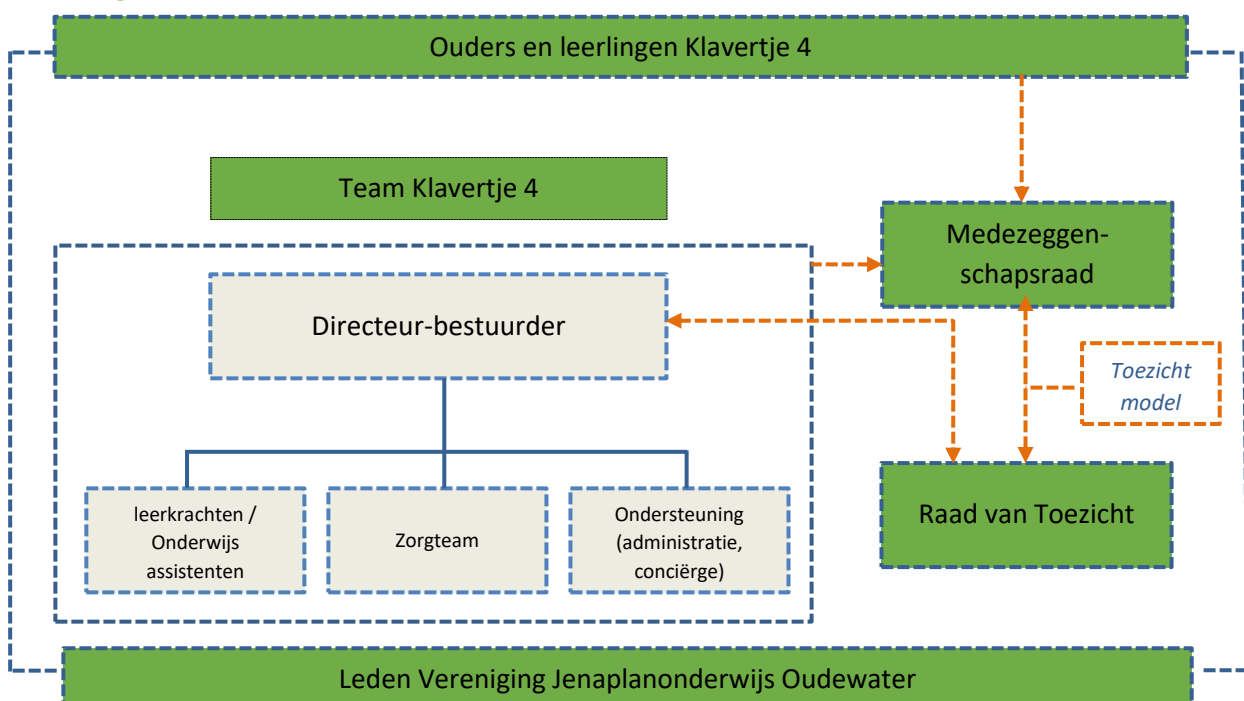 Ouders en leerlingen Klavertje 4
Team Klavertje 4
Medezeggen-
schapsraad
Directeur-bestuurder
Toezicht
model
leerkrachten /
Onderwijs
assistenten
Zorgteam
Ondersteuning
(administratie,
conciërge)
Raad van Toezicht
Leden Vereniging Jenaplanonderwijs Oudewater